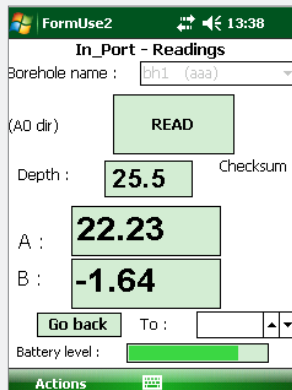 FormUse2 13:38
In_Port - Readings
Borehole name : bh1 (aaa)
(A0 dir) READ
Checksum
Depth : 25.5
A : 22.23
B : -1.64
Go back To :
Battery level :
Actions